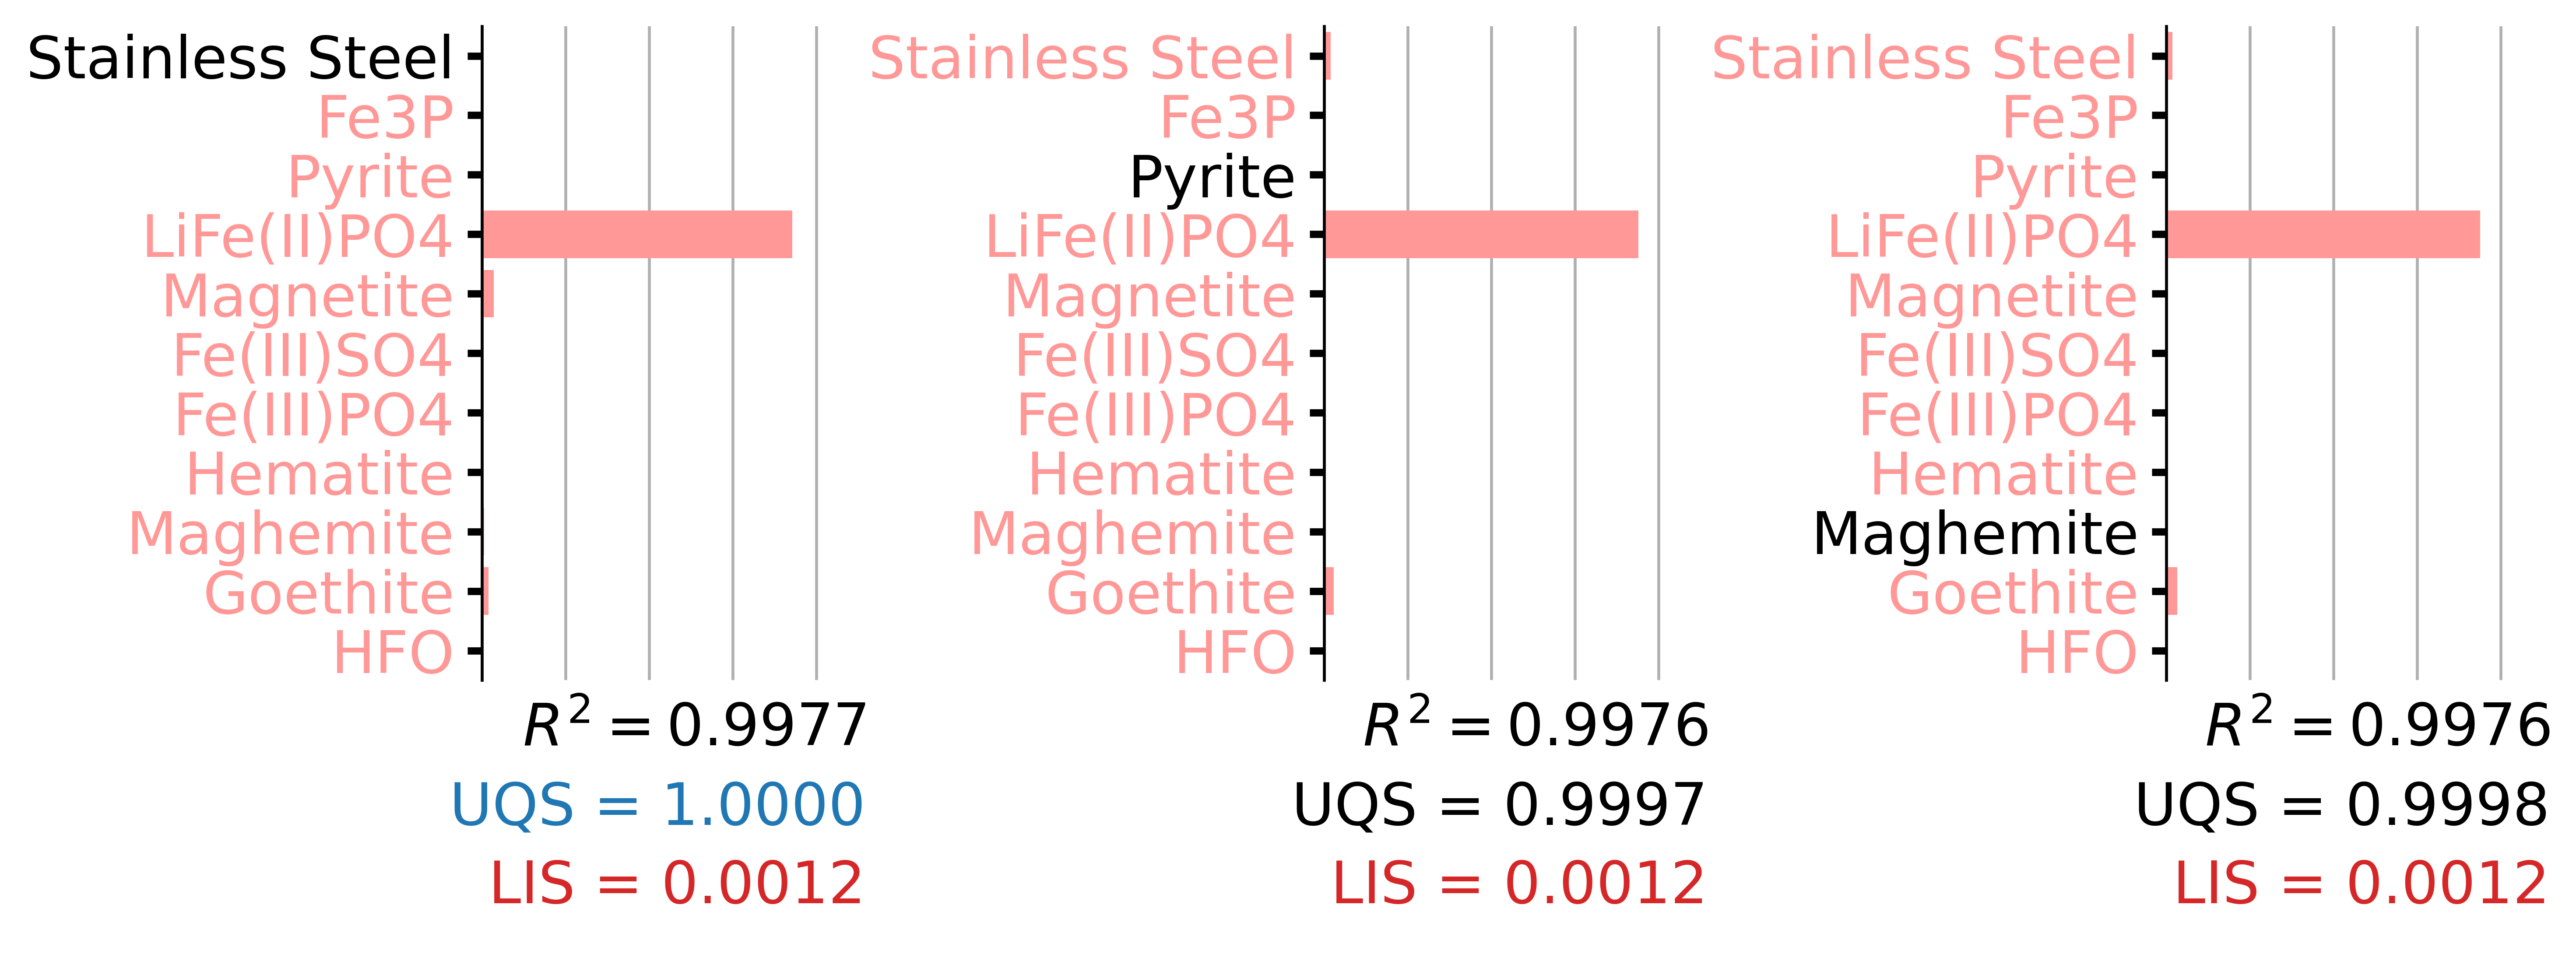 Stainless Steel
Fe3P
Pyrite
LiFe(II)PO4
Magnetite
Fe(III)SO4
Fe(III)PO4
Hematite
Maghemite
Goethite
HFO
R² = 0.9977
UQS = 1.0000
LIS = 0.0012
Stainless Steel
Fe3P
Pyrite
LiFe(II)PO4
Magnetite
Fe(III)SO4
Fe(III)PO4
Hematite
Maghemite
Goethite
HFO
R² = 0.9976
UQS = 0.9997
LIS = 0.0012
Stainless Steel
Fe3P
Pyrite
LiFe(II)PO4
Magnetite
Fe(III)SO4
Fe(III)PO4
Hematite
Maghemite
Goethite
HFO
R² = 0.9976
UQS = 0.9998
LIS = 0.0012